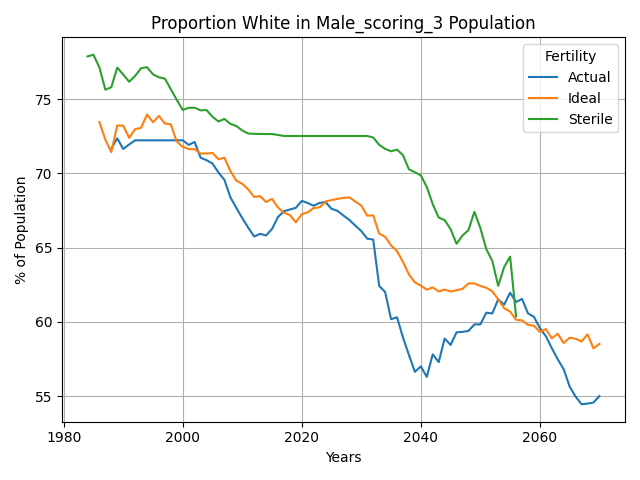 Proportion White in Male_scoring_3 Population
Fertility
Actual
Ideal
Sterile
% of Population
75
70
65
60
55
1980
2000
2020
2040
2060
Years